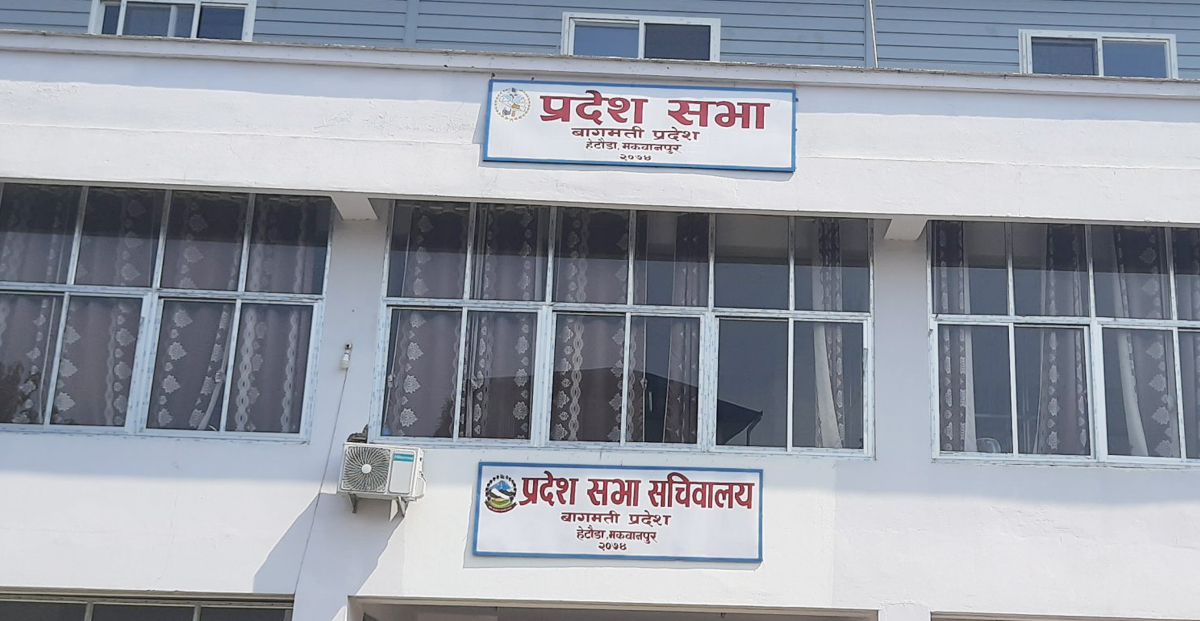 प्रदेश सभा
बागमती प्रदेश
हेटौडा, मकवानपुर
२०७४
प्रदेश सभा सचिवालय
बागमती प्रदेश
हेटौडा, मकवानपुर
२०७४